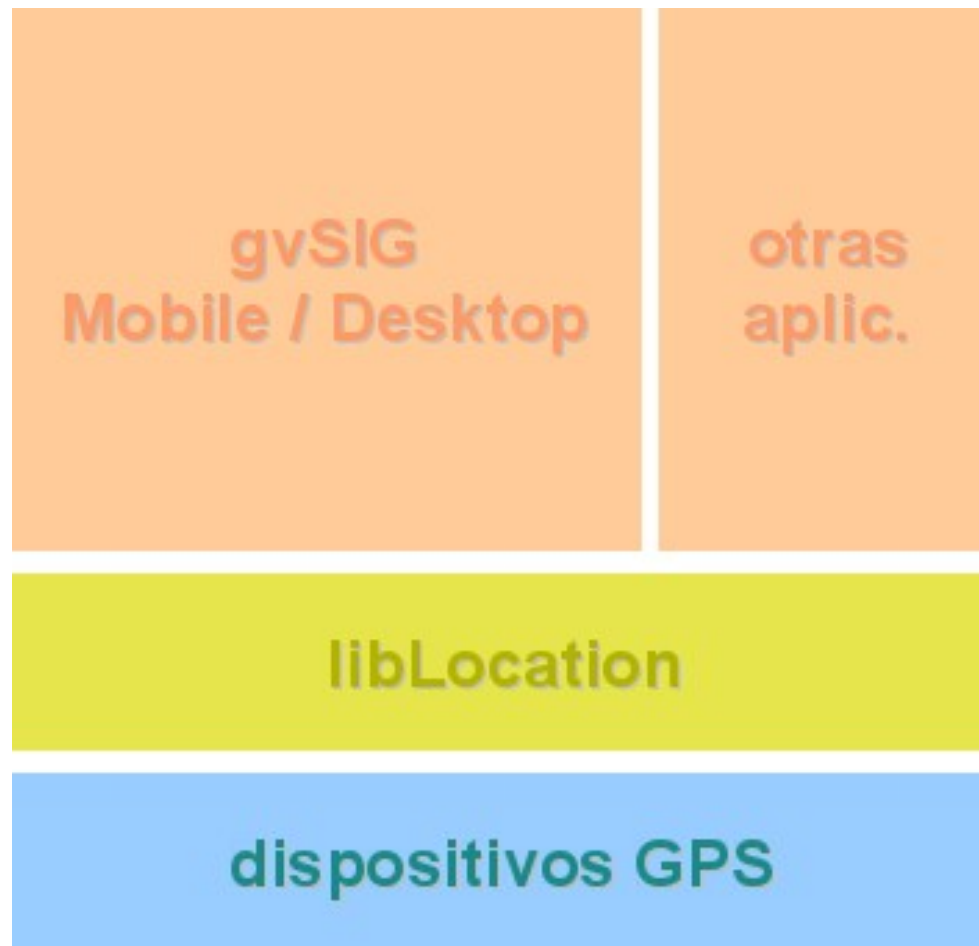 gvSIG
Mobile / Desktop
otras
aplic.
libLocation
dispositivos GPS